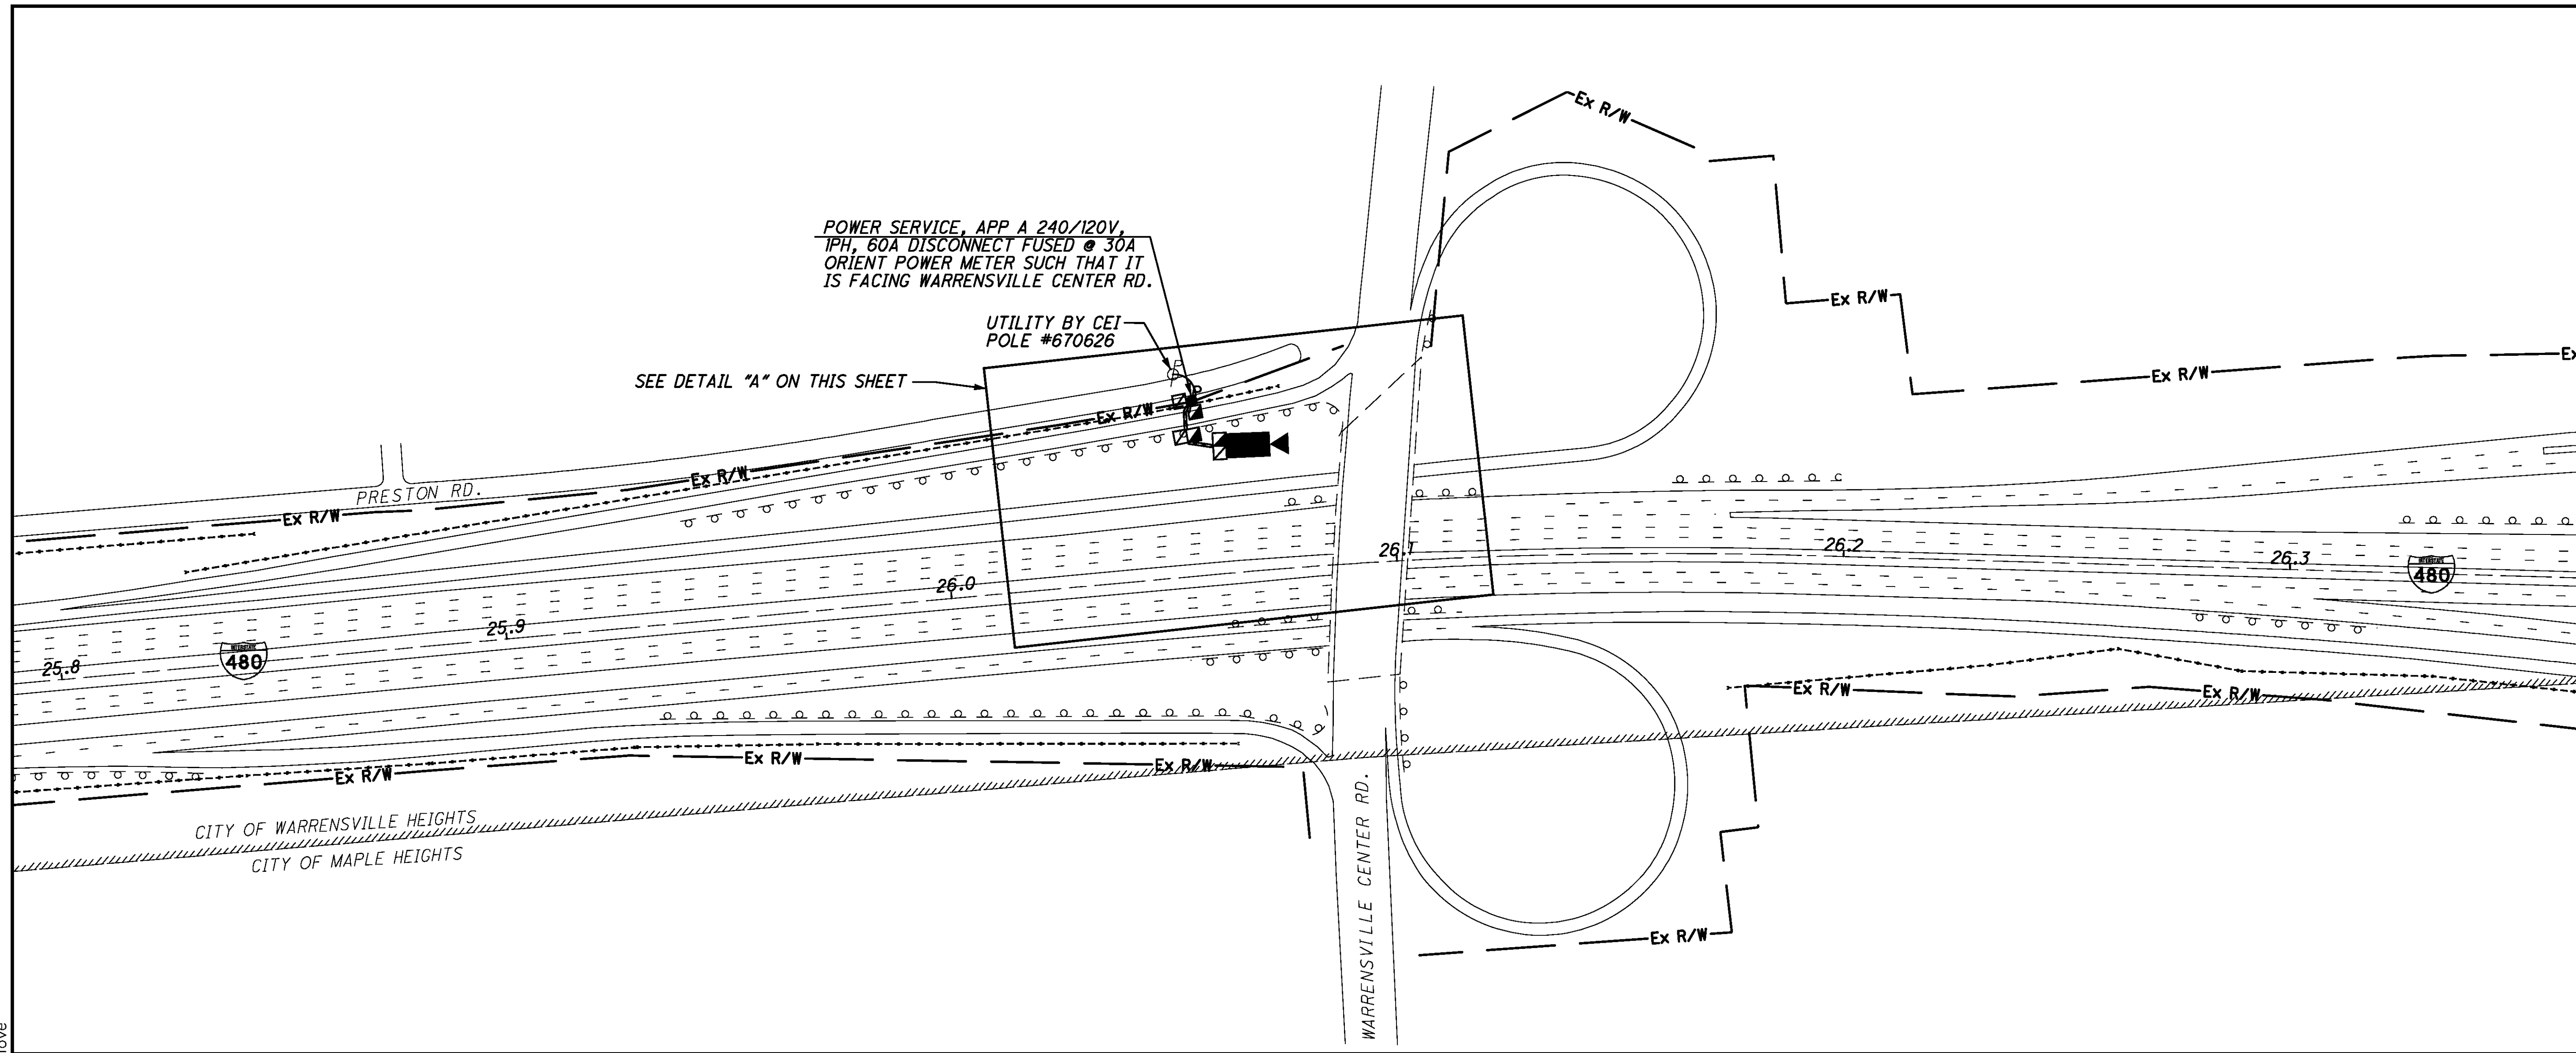 Ex R/W
POWER SERVICE, APP A 240/120V,
1PH, 60A DISCONNECT FUSED @ 30A
ORIENT POWER METER SUCH THAT IT
IS FACING WARRENSVILLE CENTER RD.
Ex R/W
UTILITY BY CEI
POLE #670626
P
Ex
SEE DETAIL "A" ON THIS SHEET
Ex R/W
P
Ex R/W
Ex R/W
PRESTON RD.
Ex R/W
26.1
26.2
26.3
INTERSTATE
480
26.0
25.9
INTERSTATE
480
25.8
Ex R/W
Ex R/W
Ex R/W
Ex R/W
Ex R/W
CITY OF WARRENSVILLE HEIGHTS
CITY OF MAPLE HEIGHTS
WARRENSVILLE CENTER RD.
Ex R/W